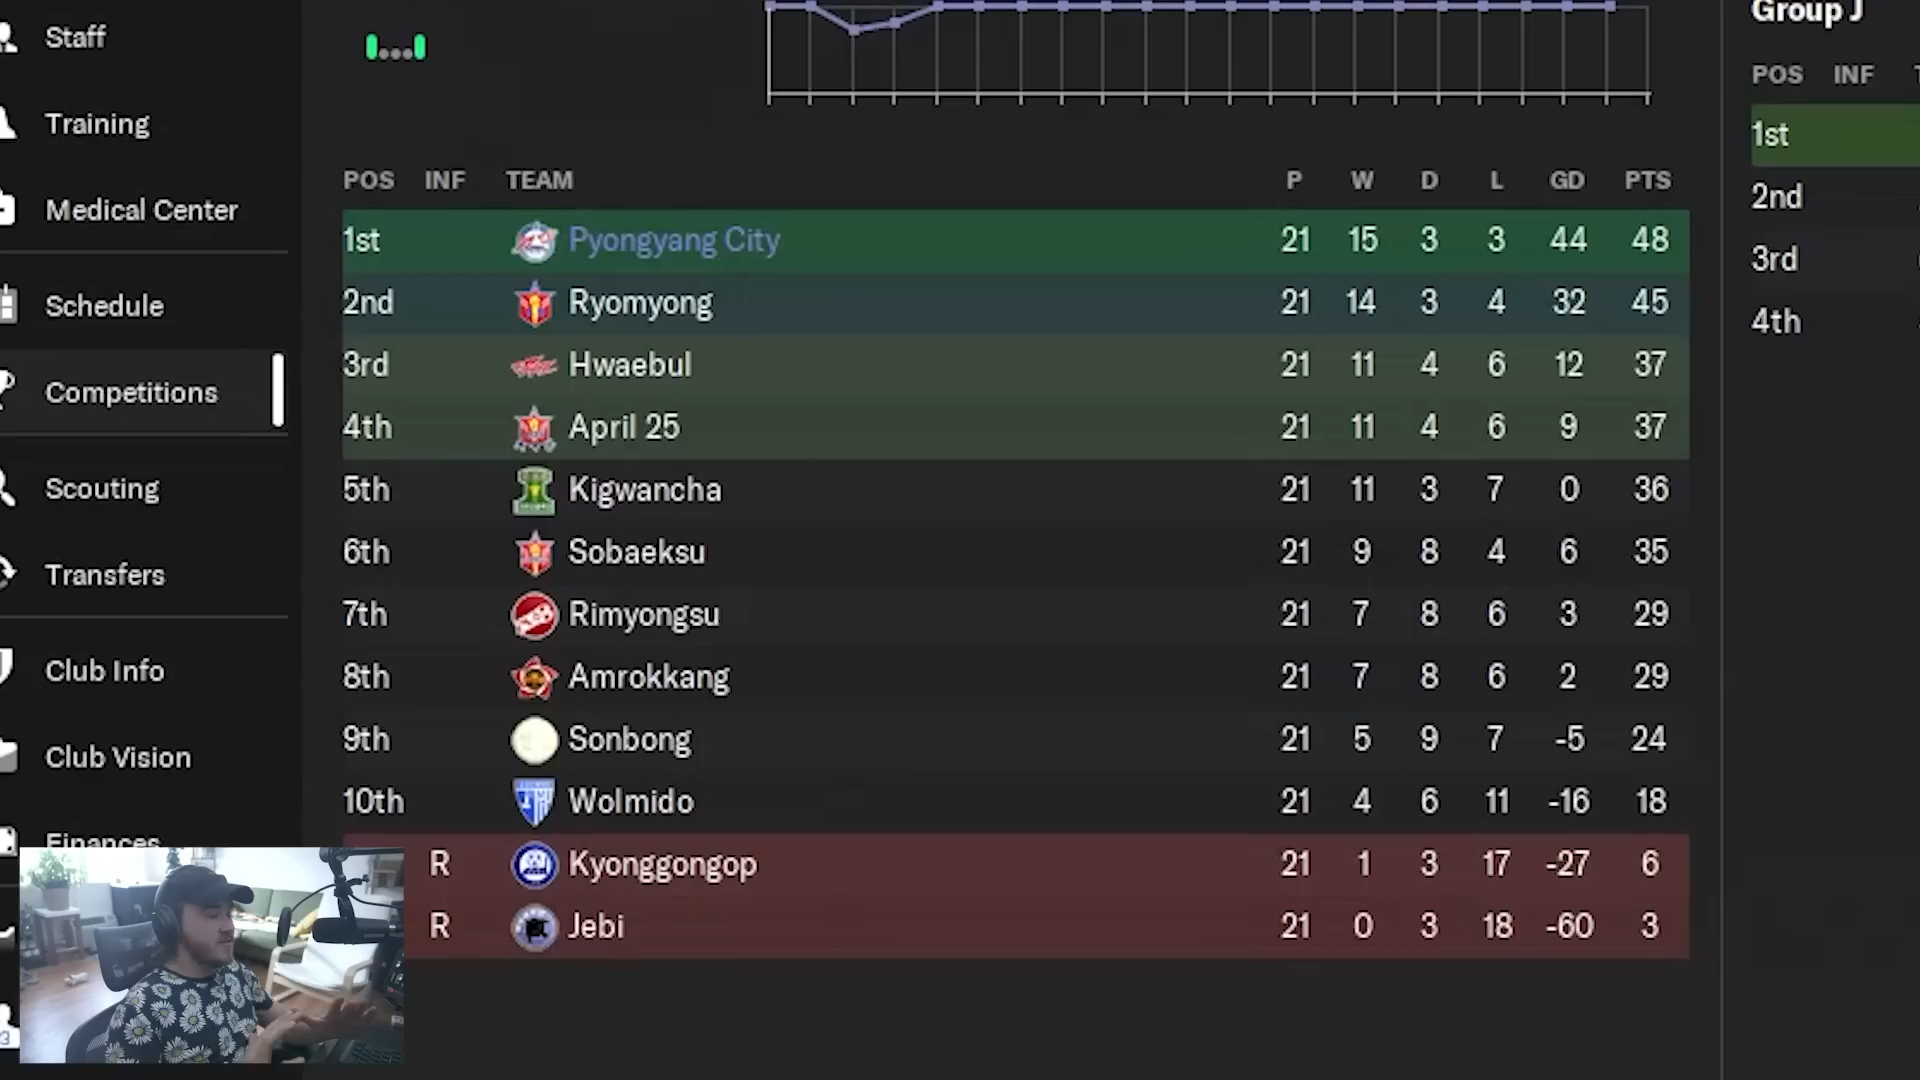 Staff
Training
Medical Center
Schedule
Competitions
Scouting
Transfers
Club Info
Club Vision
Finances
POS INF TEAM P W D L GD PTS
1st Pyongyang City 21 15 3 3 44 48
2nd Ryomyong 21 14 3 4 32 45
3rd Hwaebul 21 11 4 6 12 37
4th April 25 21 11 4 6 9 37
5th Kigwancha 21 11 3 7 0 36
6th Sobaeksu 21 9 8 4 6 35
7th Rimyongsu 21 7 8 6 3 29
8th Amrokkang 21 7 8 6 2 29
9th Sonbong 21 5 9 7 -5 24
10th Wolmido 21 4 6 11 -16 18
R Kyonggongop 21 1 3 17 -27 6
R Jebi 21 0 3 18 -60 3
Group J
POS INF
1st
2nd
3rd
4th